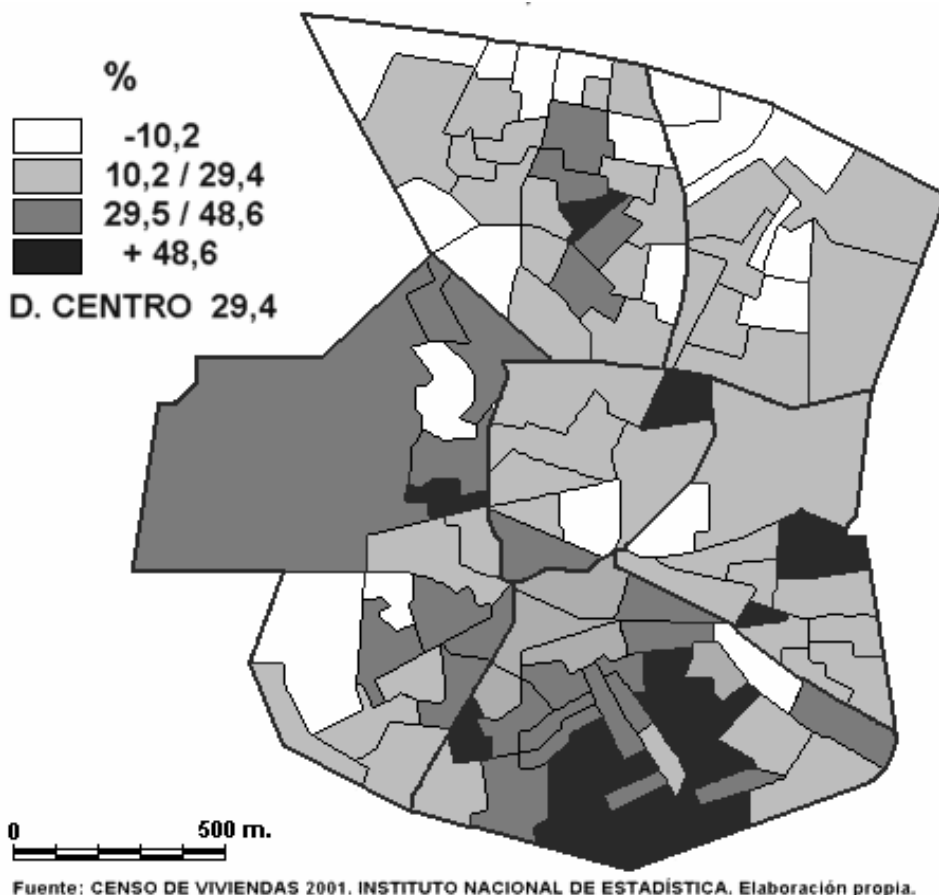 %
-10,2
10,2 / 29,4
29,5 / 48,6
+ 48,6
D. CENTRO 29,4
0 500 m.
Fuente: CENSO DE VIVIENDAS 2001. INSTITUTO NACIONAL DE ESTADÍSTICA. Elaboración propia.